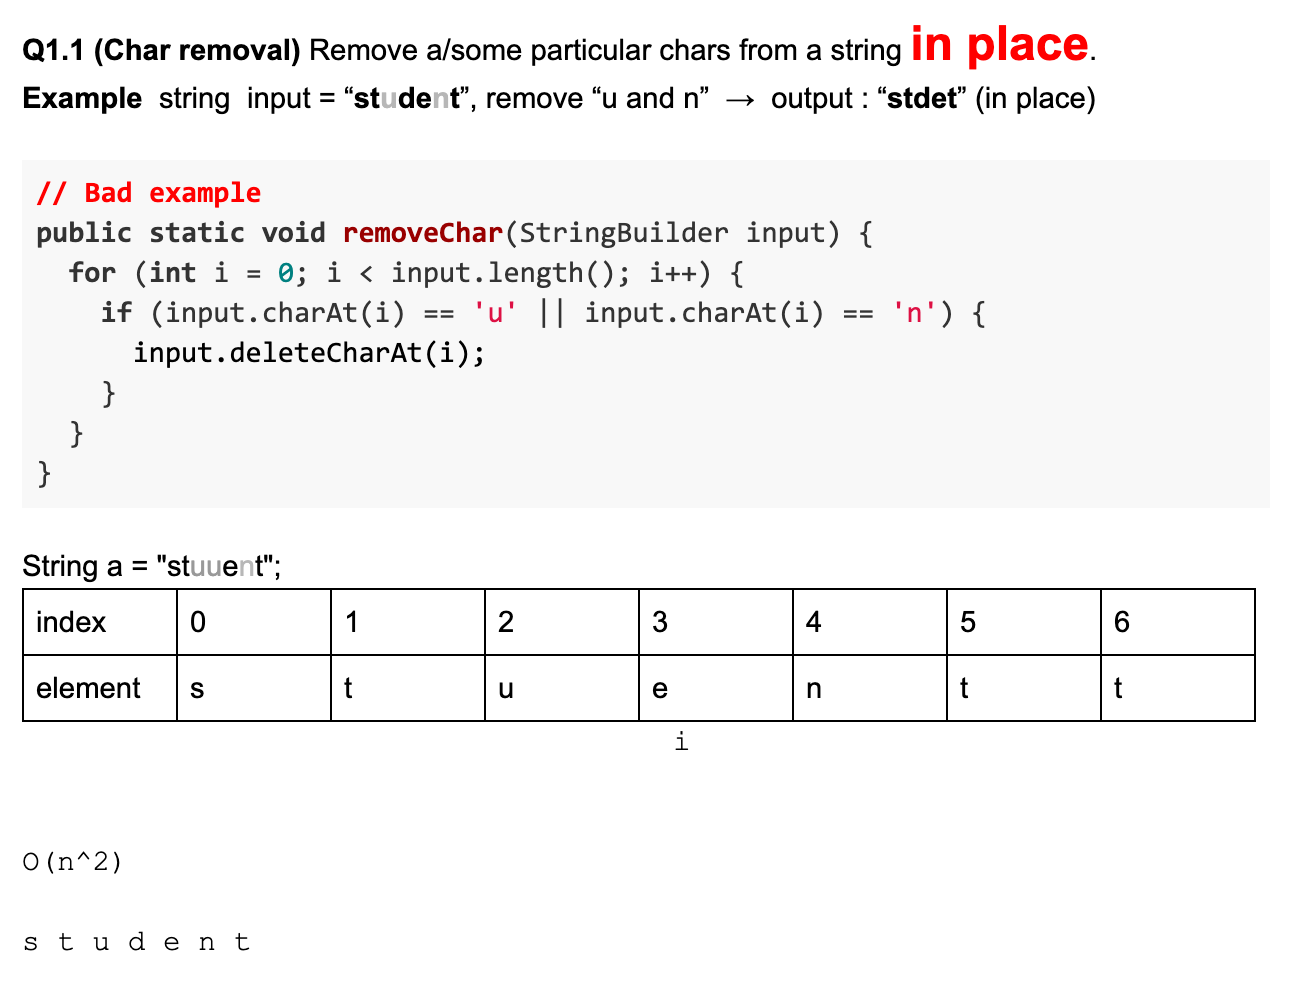 Q1.1 (Char removal) Remove a/some particular chars from a string in place.
Example string input = “student”, remove “u and n” → output : “stdet” (in place)
// Bad example
public static void removeChar(StringBuilder input) {
  for (int i = 0; i < input.length(); i++) {
    if (input.charAt(i) == 'u' || input.charAt(i) == 'n') {
      input.deleteCharAt(i);
    }
  }
}
String a = "stuuent";
index 0 1 2 3 4 5 6
element s t u e n t t
i
O(n^2)
s t u d e n t